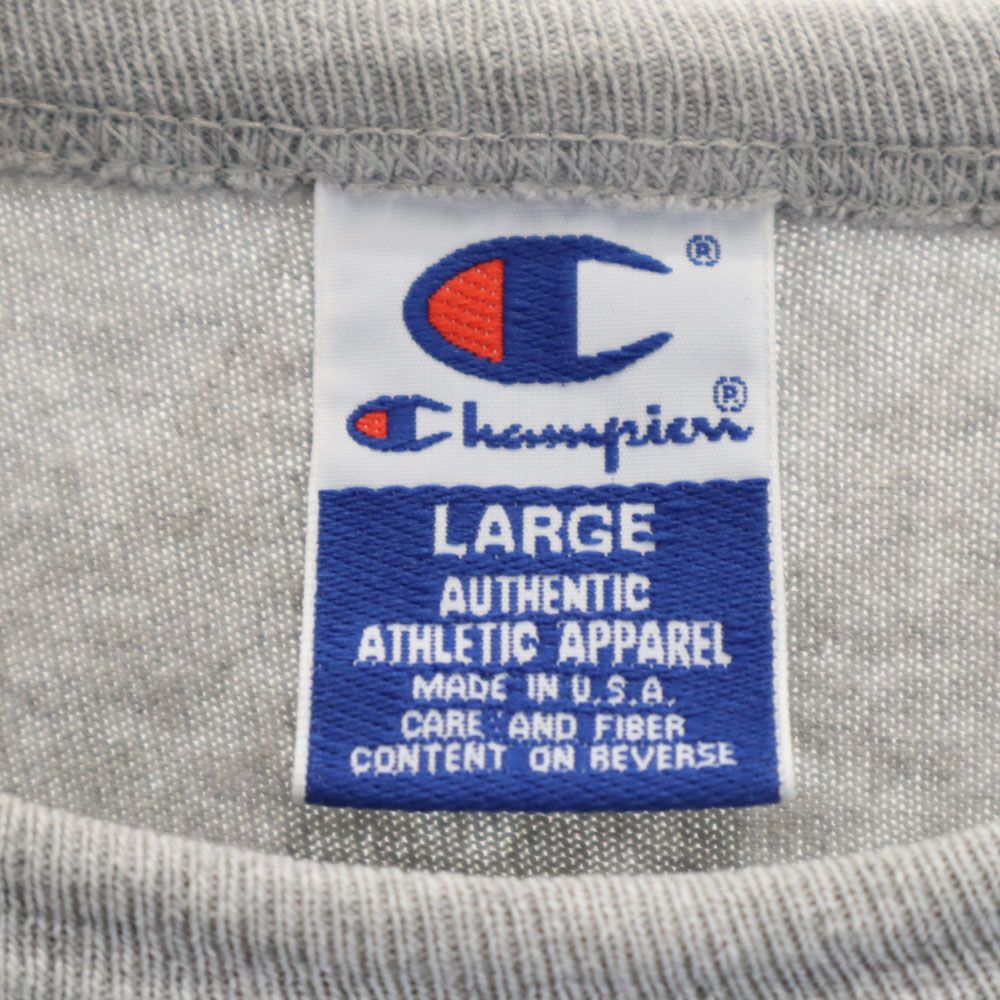 ®
Champion®
LARGE
AUTHENTIC
ATHLETIC APPAREL
MADE IN U.S.A.
CARE AND FIBER
CONTENT ON REVERSE